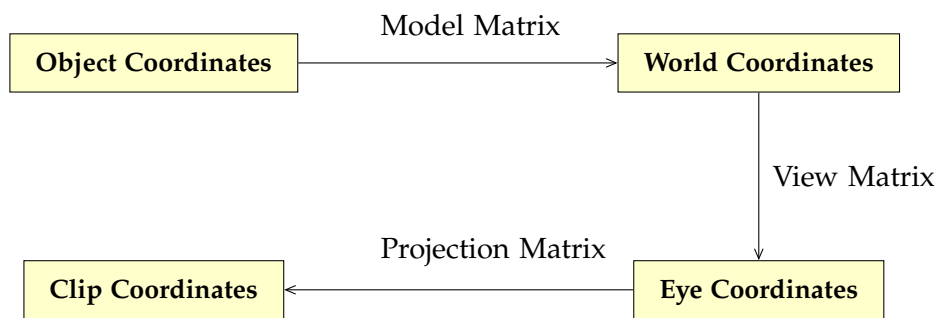 Model Matrix
Object Coordinates
World Coordinates
View Matrix
Projection Matrix
Clip Coordinates
Eye Coordinates